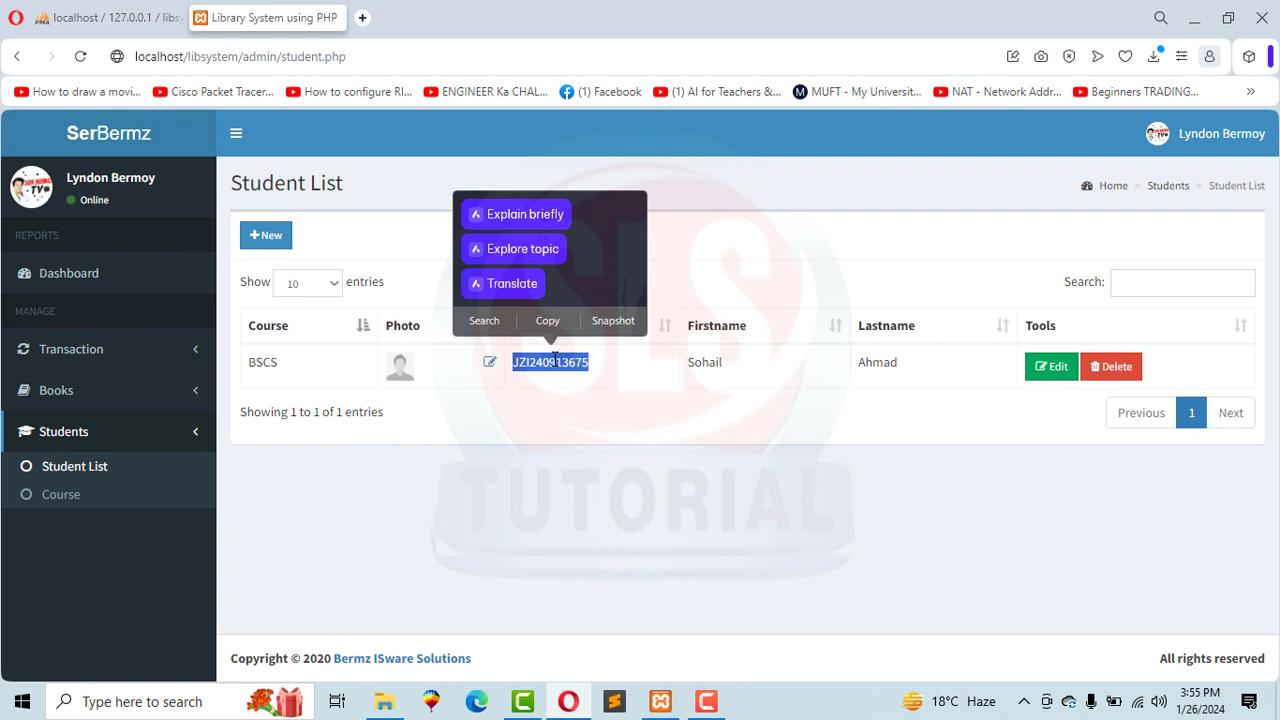 localhost / 127.0.0.1 / libsy
Library System using PHP
localhost/libsystem/admin/student.php
How to draw a movi...
Cisco Packet Tracer...
How to configure RI...
ENGINEER Ka CHAL...
(1) Facebook
(1) AI for Teachers &...
MUFT - My Universit...
NAT - Network Addr...
Beginners TRADING...
SerBermz
Lyndon Bermoy
Lyndon Bermoy
Online
REPORTS
Dashboard
MANAGE
Transaction
Books
Students
Student List
Course
Student List
Home > Students > Student List
+ New
Explain briefly
Explore topic
Translate
Search Copy Snapshot
Show 10 entries
Search:
Course Photo Firstname Lastname Tools
BSCS JZI240913675 Sohail Ahmad Edit Delete
Showing 1 to 1 of 1 entries
Previous 1 Next
SLS
TUTORIAL
Copyright © 2020 Bermz ISware Solutions
All rights reserved
Type here to search
18°C Haze
3:55 PM
1/26/2024